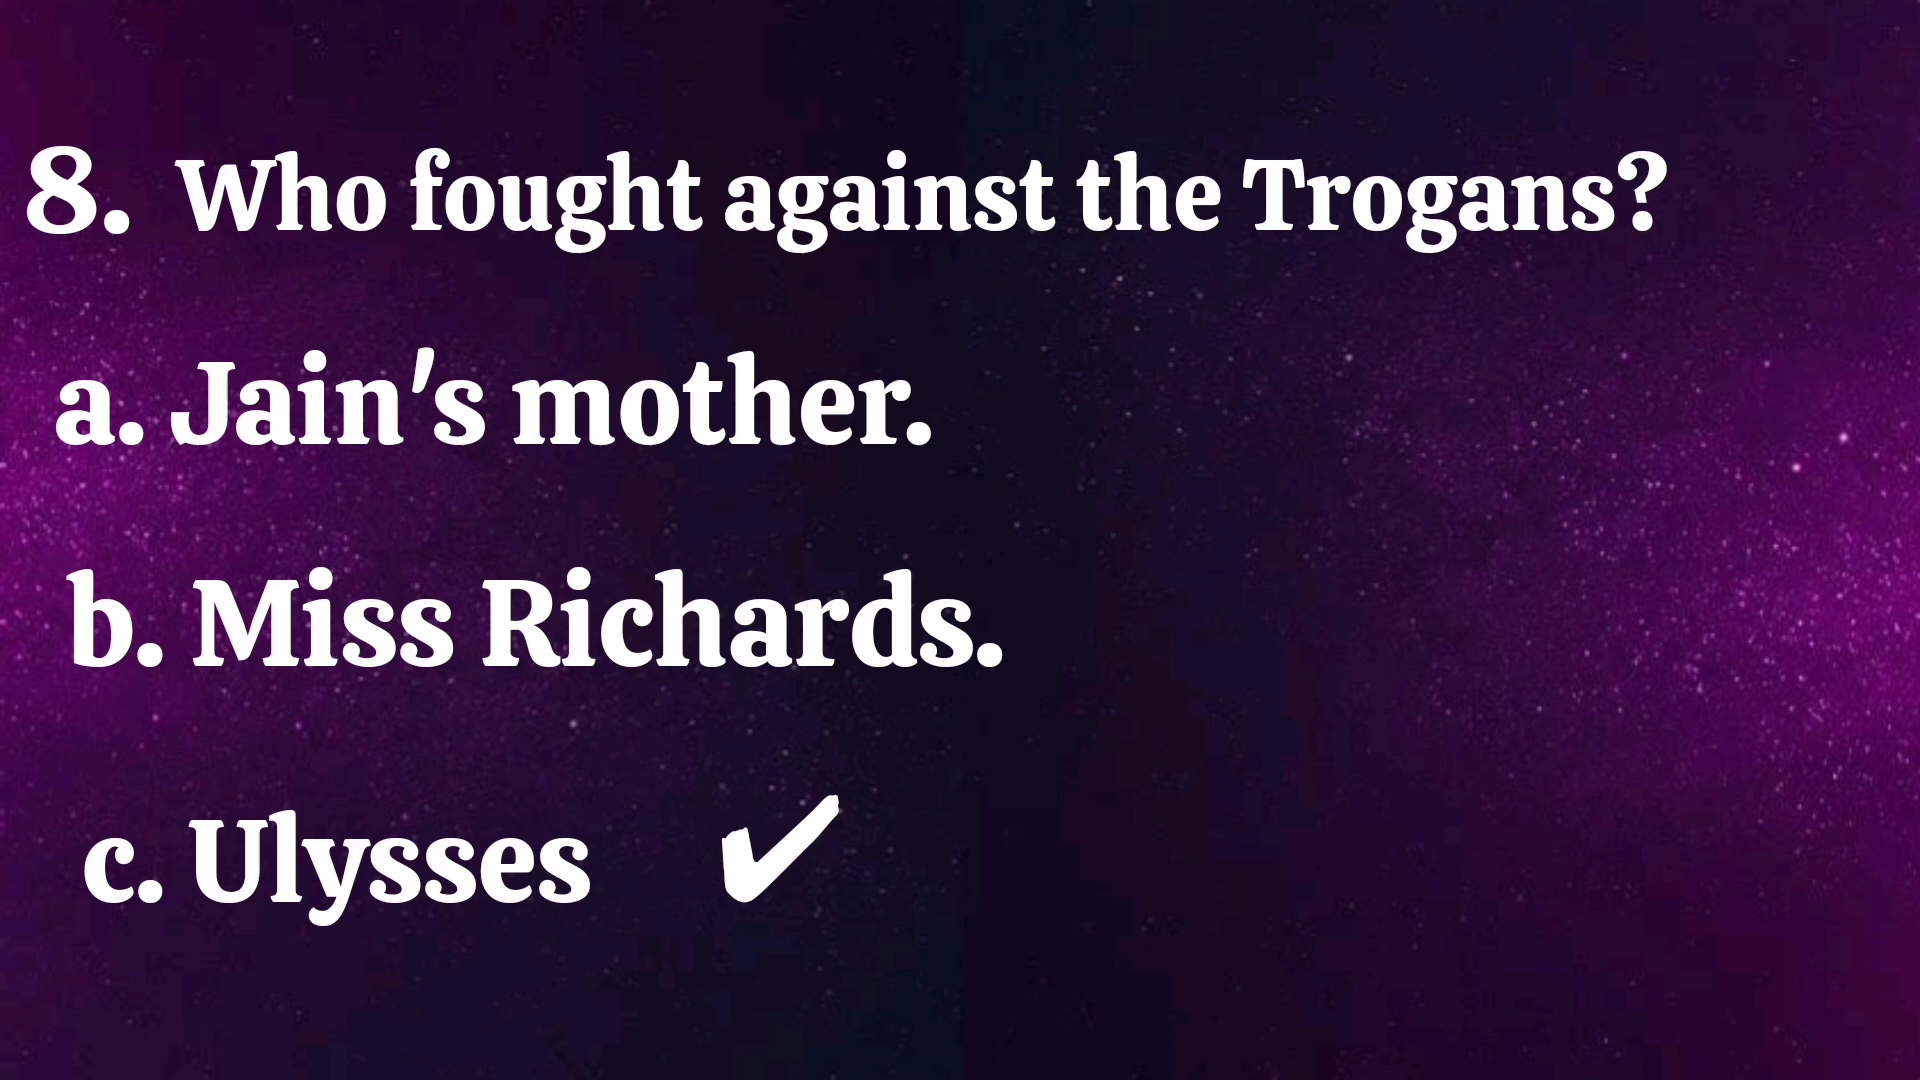 8. Who fought against the Trogans?
a. Jain's mother.
b. Miss Richards.
c. Ulysses ✔